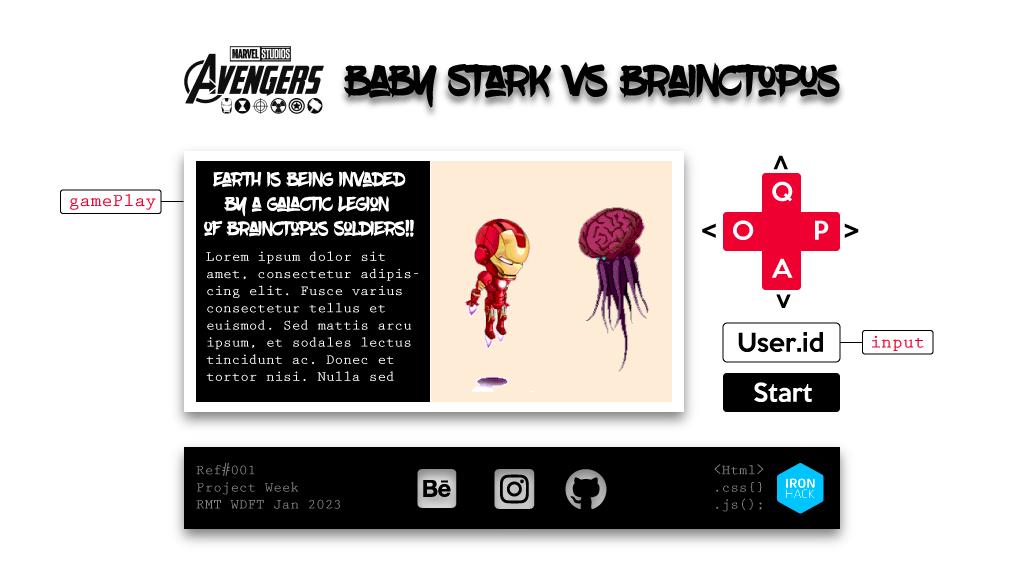 MARVEL STUDIOS
AVENGERS
BABY STARK VS BRAINCTOPUS
gamePlay
EARTH IS BEING INVADED
BY A GALACTIC LEGION
OF BRAINCTOPUS SOLDIERS!!
Lorem ipsum dolor sit
amet, consectetur adipis-
cing elit. Fusce varius
consectetur tellus et
euismod. Sed mattis arcu
ipsum, et sodales lectus
tincidunt ac. Donec et
tortor nisi. Nulla sed
^
Q
< O P >
A
v
User.id
input
Start
Ref#001
Project Week
RMT WDFT Jan 2023
Bē
<Html>
.css{}
.js();
IRON
HACK